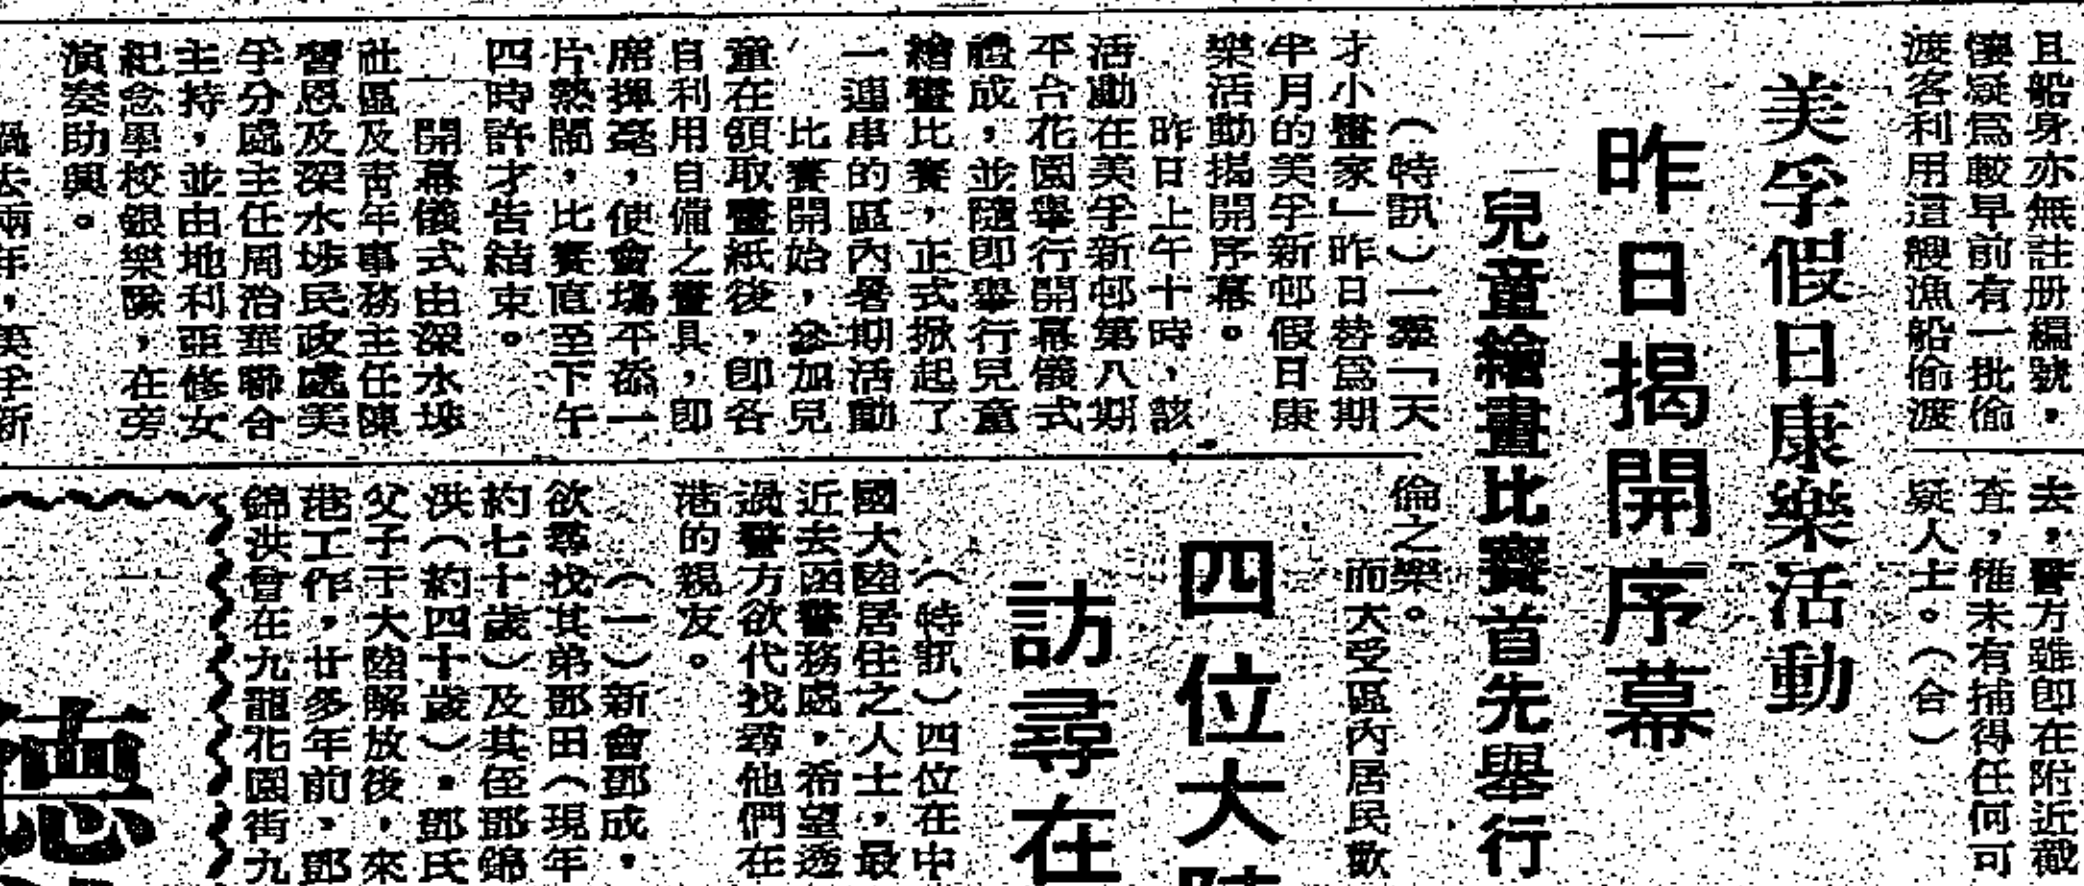 且船身亦無註册編號，
懷疑爲較早前有一批偷
渡客利用這艘漁船偷渡
去，警方雖即在附近截
查，惟未有捕得任何可
疑人士。（合）
美孚假日康樂活動
昨日揭開序幕
兒童繪畫比賽首先舉行
（特訊）一羣「天
才小畫家」昨日替爲期
半月的美孚新邨假日康
樂活動揭開序幕。
昨日上午十時，該
活動在美孚新邨第八期
平台花園舉行開幕儀式
禮成，並隨即舉行兒童
繪畫比賽，正式掀起了
一連串的區內暑期活動
比賽開始，參加兒
童在領取畫紙後，即各
自利用自備之畫具，即
席揮毫，使會場平添一
片熱鬧，比賽直至下午
四時許才告結束。
開幕儀式由深水埗
社區及青年事務主任陳
習恩及深水埗民政處美
孚分處主任周治華聯合
主持，並由地利亞修女
紀念學校銀樂隊，在旁
演奏助興。
過去兩年，美孚新
倫之樂。
而大受區內居民歡
四位大陸
訪尋在
（特訊）四位在中
國大陸居住之人士，最
近去函警務處，希望透
過警方欲代找尋他們在
港的親友。
（一）新會鄧成，
欲尋找其弟鄧田（現年
約七十歲）及其侄鄧錦
洪（約四十歲）。鄧氏
父子于大陸解放後，來
港工作，廿多年前，鄧
錦洪曾在九龍花園街九
德